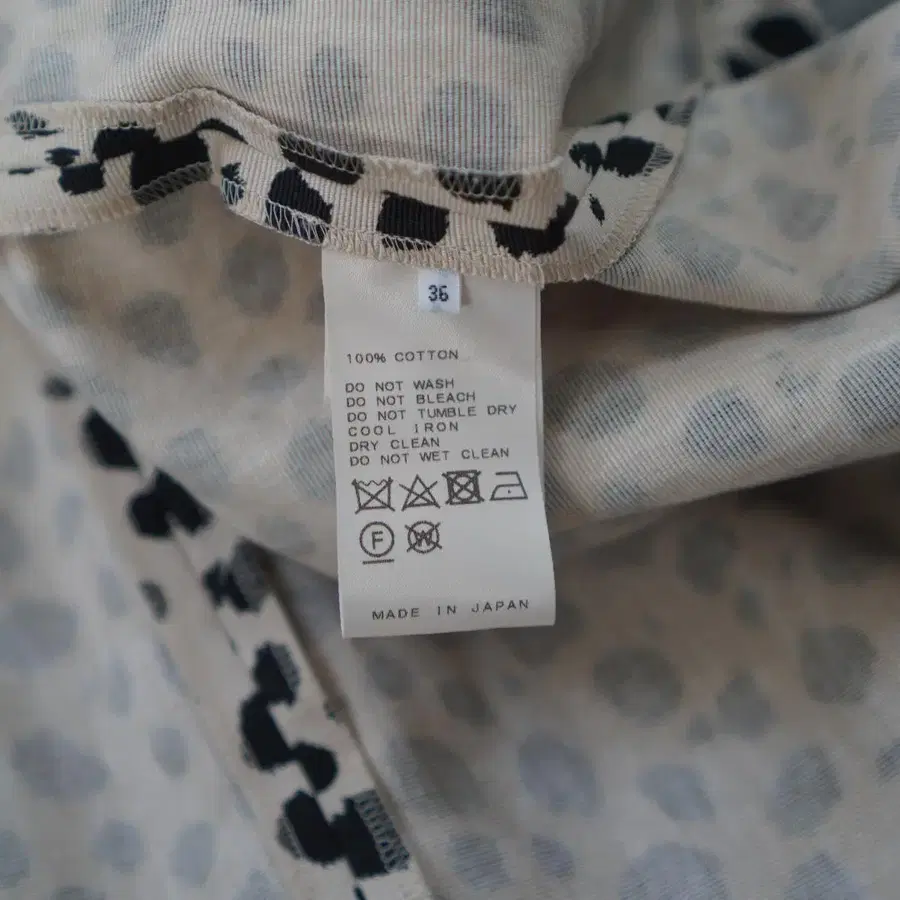 36
100% COTTON
DO NOT WASH
DO NOT BLEACH
DO NOT TUMBLE DRY
COOL IRON
DRY CLEAN
DO NOT WET CLEAN
F W
MADE IN JAPAN